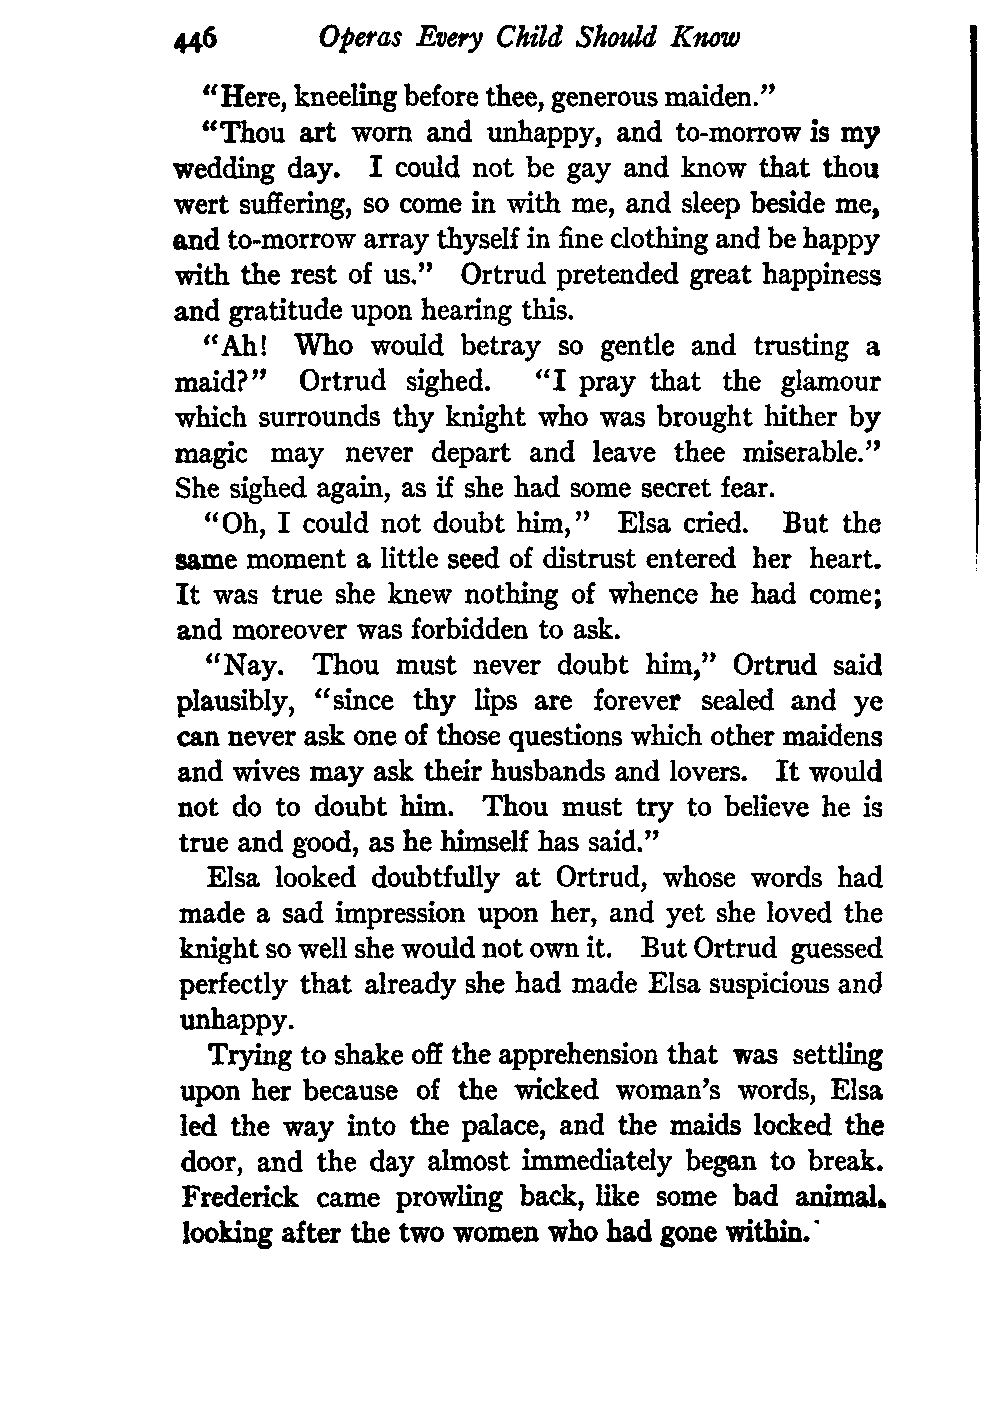 446 Operas Every Child Should Know
“Here, kneeling before thee, generous maiden.”
“Thou art worn and unhappy, and to-morrow is my
wedding day. I could not be gay and know that thou
wert suffering, so come in with me, and sleep beside me,
and to-morrow array thyself in fine clothing and be happy
with the rest of us.” Ortrud pretended great happiness
and gratitude upon hearing this.
“Ah! Who would betray so gentle and trusting a
maid?” Ortrud sighed. “I pray that the glamour
which surrounds thy knight who was brought hither by
magic may never depart and leave thee miserable.”
She sighed again, as if she had some secret fear.
“Oh, I could not doubt him,” Elsa cried. But the
same moment a little seed of distrust entered her heart.
It was true she knew nothing of whence he had come;
and moreover was forbidden to ask.
“Nay. Thou must never doubt him,” Ortrud said
plausibly, “since thy lips are forever sealed and ye
can never ask one of those questions which other maidens
and wives may ask their husbands and lovers. It would
not do to doubt him. Thou must try to believe he is
true and good, as he himself has said.”
Elsa looked doubtfully at Ortrud, whose words had
made a sad impression upon her, and yet she loved the
knight so well she would not own it. But Ortrud guessed
perfectly that already she had made Elsa suspicious and
unhappy.
Trying to shake off the apprehension that was settling
upon her because of the wicked woman’s words, Elsa
led the way into the palace, and the maids locked the
door, and the day almost immediately began to break.
Frederick came prowling back, like some bad animal.
looking after the two women who had gone within.